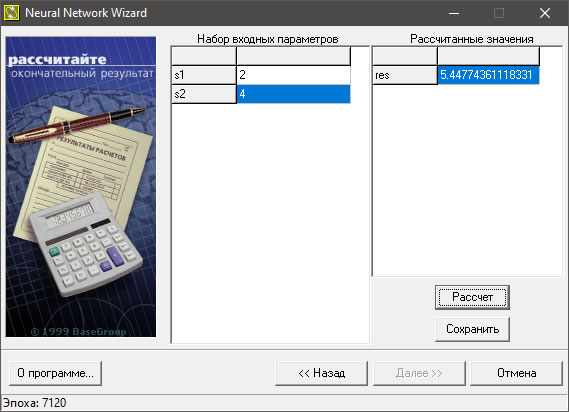 Neural Network Wizard
рассчитайте
окончательный результат
РЕЗУЛЬТАТЫ РАСЧЕТОВ
© 1999 BaseGroup
Набор входных параметров
s1 2
s2 4
Рассчитанные значения
res 5.44774361118331
Рассчет
Сохранить
О программе...
<< Назад
Далее >>
Отмена
Эпоха: 7120